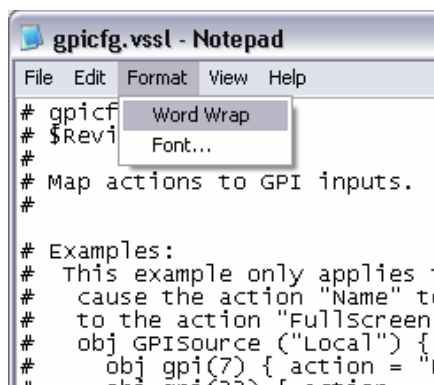 gpicfg.vssl - Notepad
File Edit Format View Help
Word Wrap
Font...
# gpicf
# $Revi
#
# Map actions to GPI inputs.
#
# Examples:
# This example only applies
# cause the action "Name" t
# to the action "FullScreen
# obj GPISource ("Local") {
# obj gpi(7) { action = "